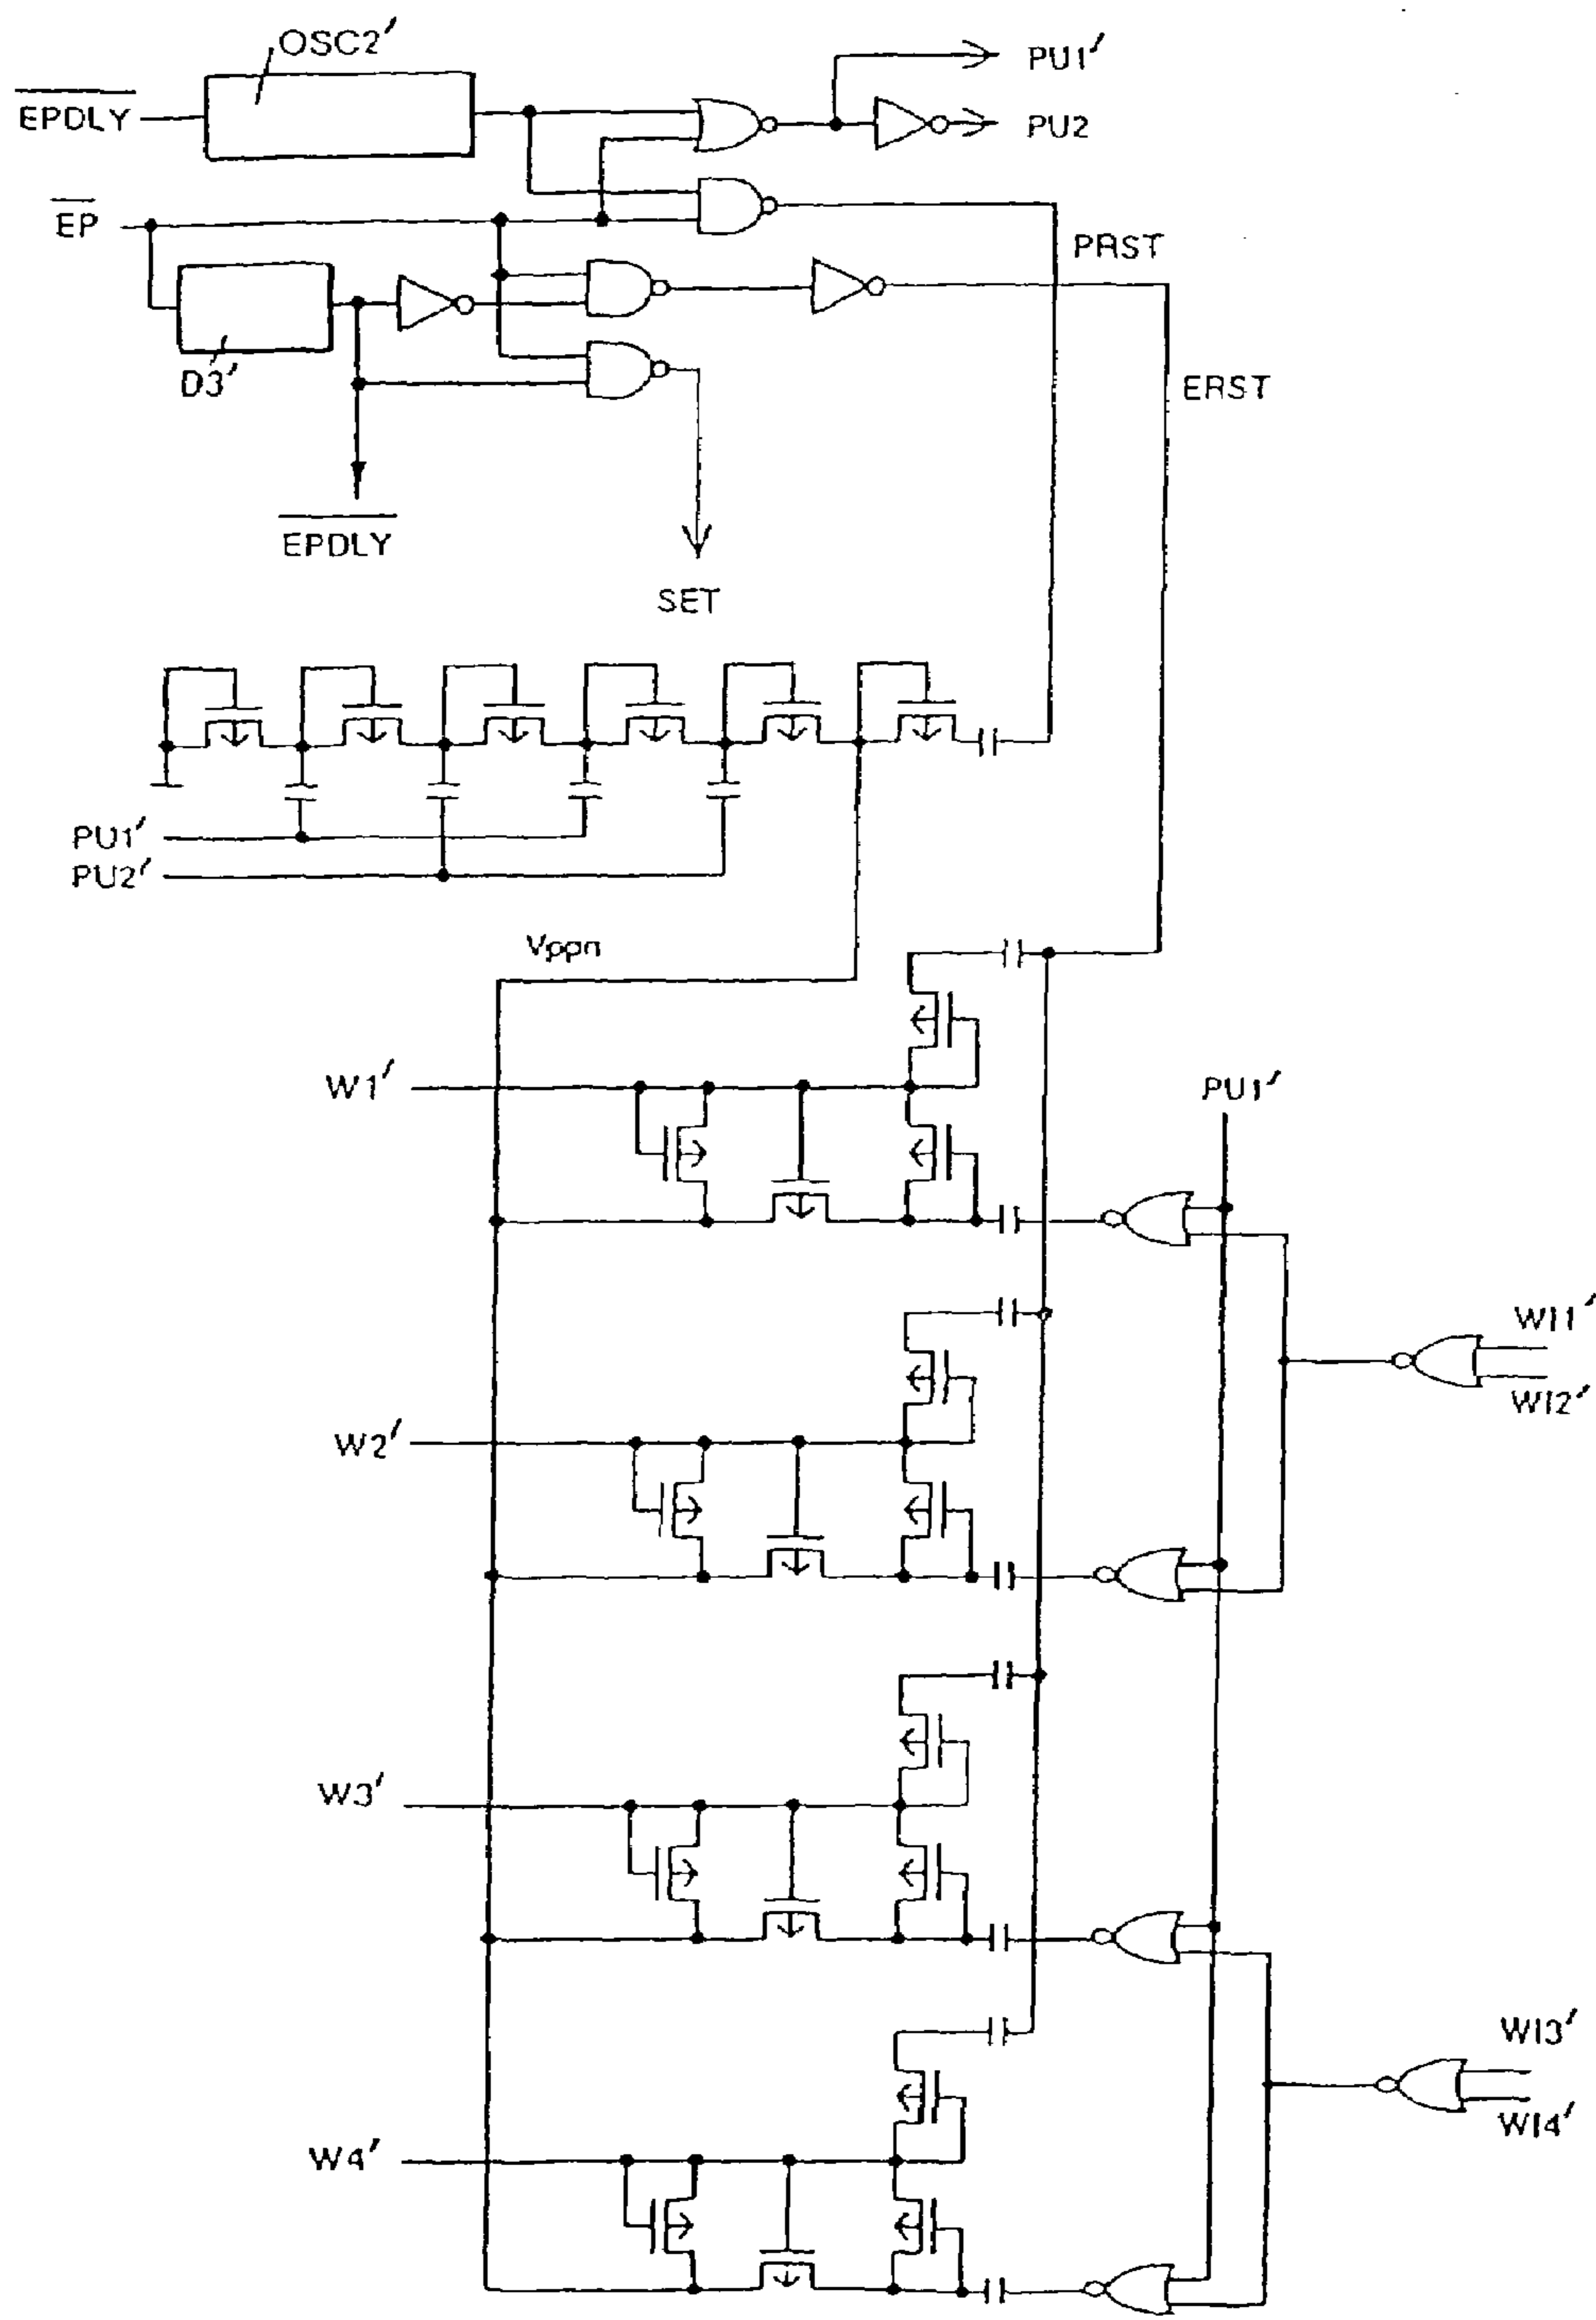 OSC2'
EPDLY
PU1'
PU2
EP
PRST
D3'
ERST
EPDLY
SET
PU1'
PU2'
Vppn
W1'
PU1'
WI1'
WI2'
W2'
W3'
WI3'
WI4'
W4'